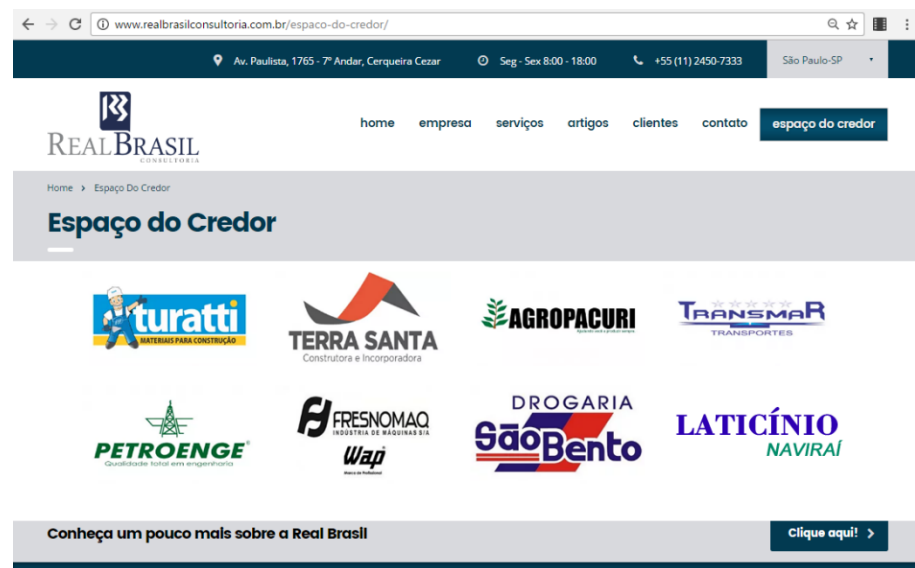 www.realbrasilconsultoria.com.br/espaco-do-credor/
Av. Paulista, 1765 - 7º Andar, Cerqueira Cezar Seg - Sex 8:00 - 18:00 +55 (11) 2450-7333 São Paulo-SP
REALBRASIL
CONSULTORIA
home empresa serviços artigos clientes contato espaço do credor
Home > Espaço Do Credor
Espaço do Credor
turatti
MATERIAIS PARA CONSTRUÇÃO
TERRA SANTA
Construtora e Incorporadora
AGROPACURI
TRANSMAR
TRANSPORTES
PETROENGE
Qualidade total em engenharia
FRESNOMAQ
INDÚSTRIA DE MÁQUINAS S/A
Wap
DROGARIA
São Bento
LATICÍNIO
NAVIRAÍ
Conheça um pouco mais sobre a Real Brasil
Clique aqui! >